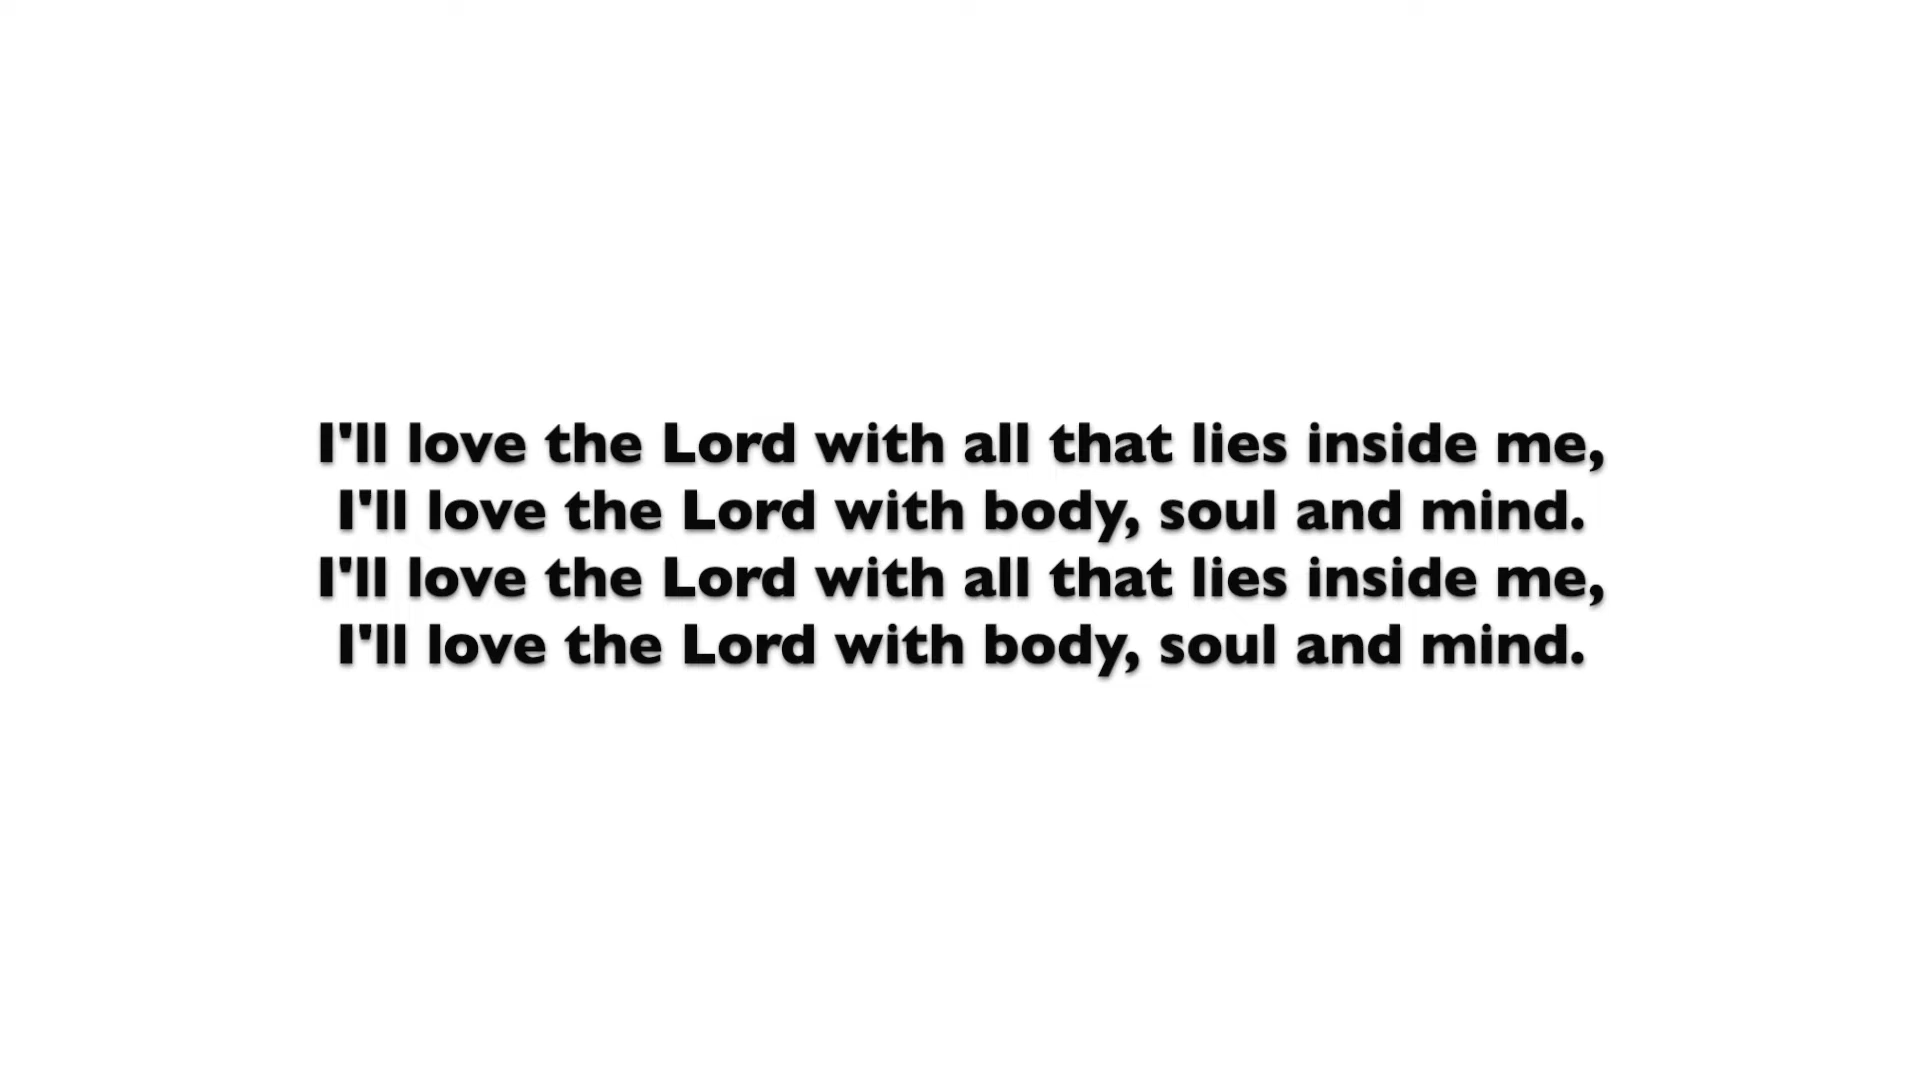 I'll love the Lord with all that lies inside me,
I'll love the Lord with body, soul and mind.
I'll love the Lord with all that lies inside me,
I'll love the Lord with body, soul and mind.